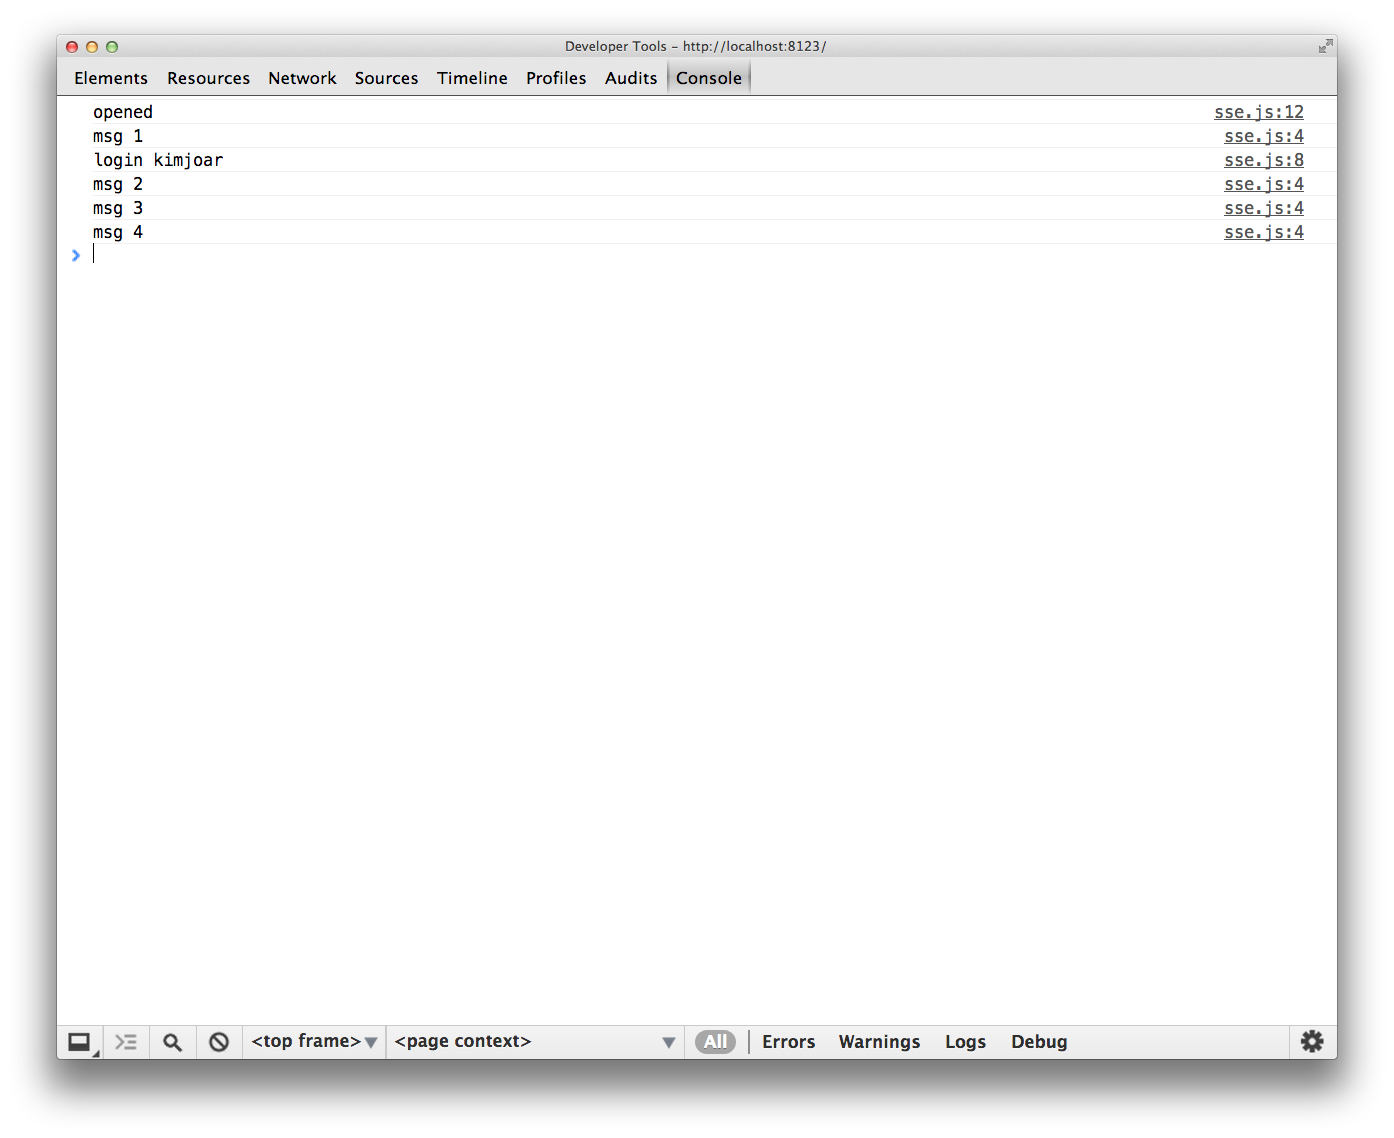 Developer Tools - http://localhost:8123/
Elements Resources Network Sources Timeline Profiles Audits Console
opened sse.js:12
msg 1 sse.js:4
login kimjoar sse.js:8
msg 2 sse.js:4
msg 3 sse.js:4
msg 4 sse.js:4
<top frame> <page context> All Errors Warnings Logs Debug